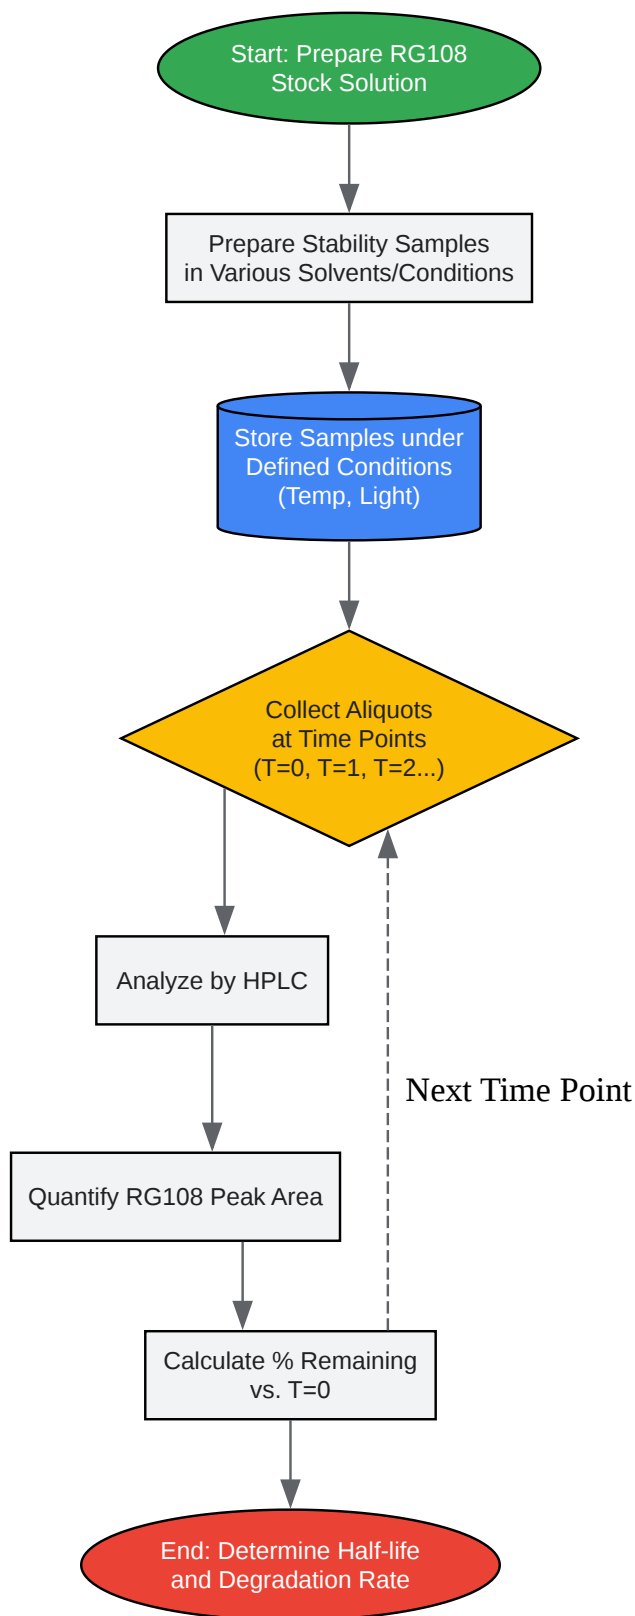 Start: Prepare RG108
Stock Solution
Prepare Stability Samples
in Various Solvents/Conditions
Store Samples under
Defined Conditions
(Temp, Light)
Collect Aliquots
at Time Points
(T=0, T=1, T=2...)
Analyze by HPLC
Next Time Point
Quantify RG108 Peak Area
Calculate % Remaining
vs. T=0
End: Determine Half-life
and Degradation Rate